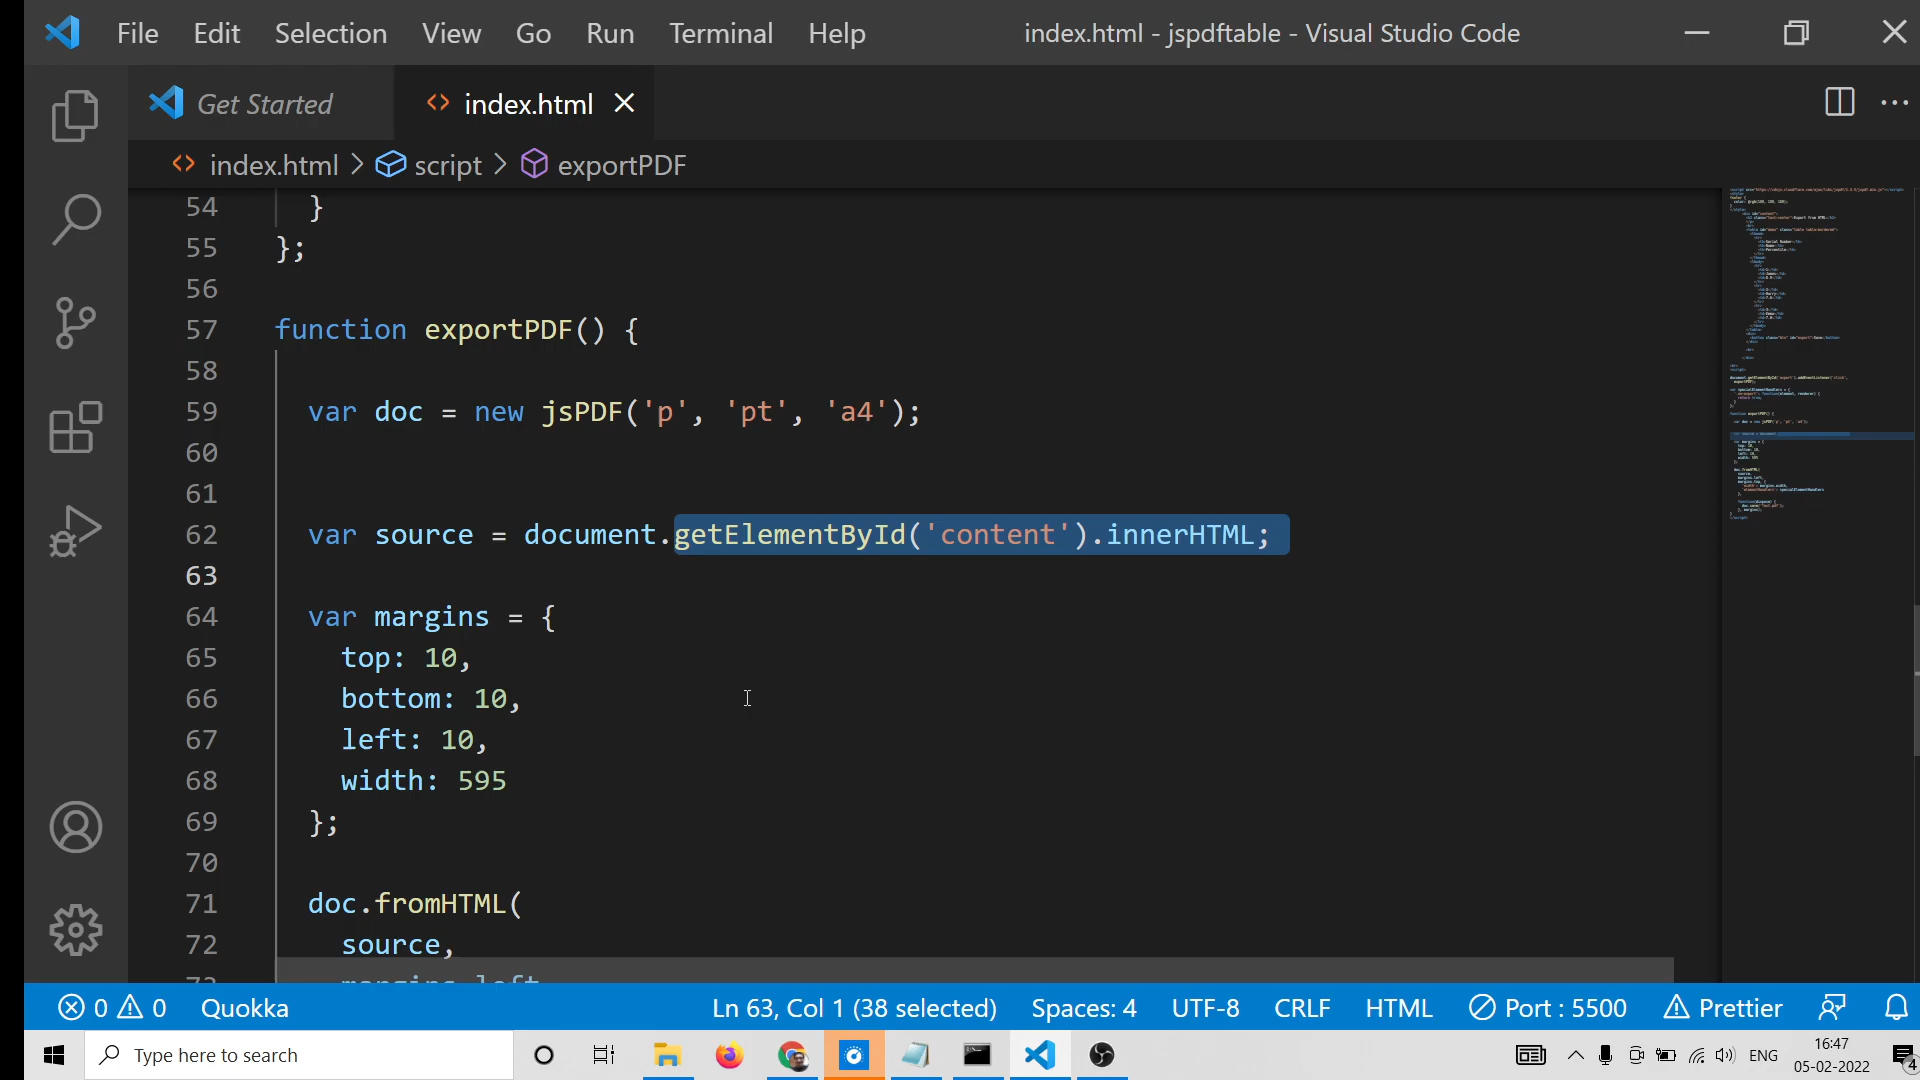 File Edit Selection View Go Run Terminal Help
index.html - jspdftable - Visual Studio Code
Get Started
index.html
index.html > script > exportPDF
54 }
55 };
56
57 function exportPDF() {
58
59 var doc = new jsPDF('p', 'pt', 'a4');
60
61
62 var source = document.getElementById('content').innerHTML;
63
64 var margins = {
65 top: 10,
66 bottom: 10,
67 left: 10,
68 width: 595
69 };
70
71 doc.fromHTML(
72 source,
0 0 Quokka Ln 63, Col 1 (38 selected) Spaces: 4 UTF-8 CRLF HTML Port : 5500 Prettier
Type here to search
ENG
16:47
05-02-2022
4